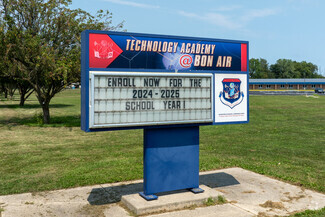 TECHNOLOGY ACADEMY
@ BON AIR
ENROLL NOW FOR THE
2024 - 2025
SCHOOL YEAR!